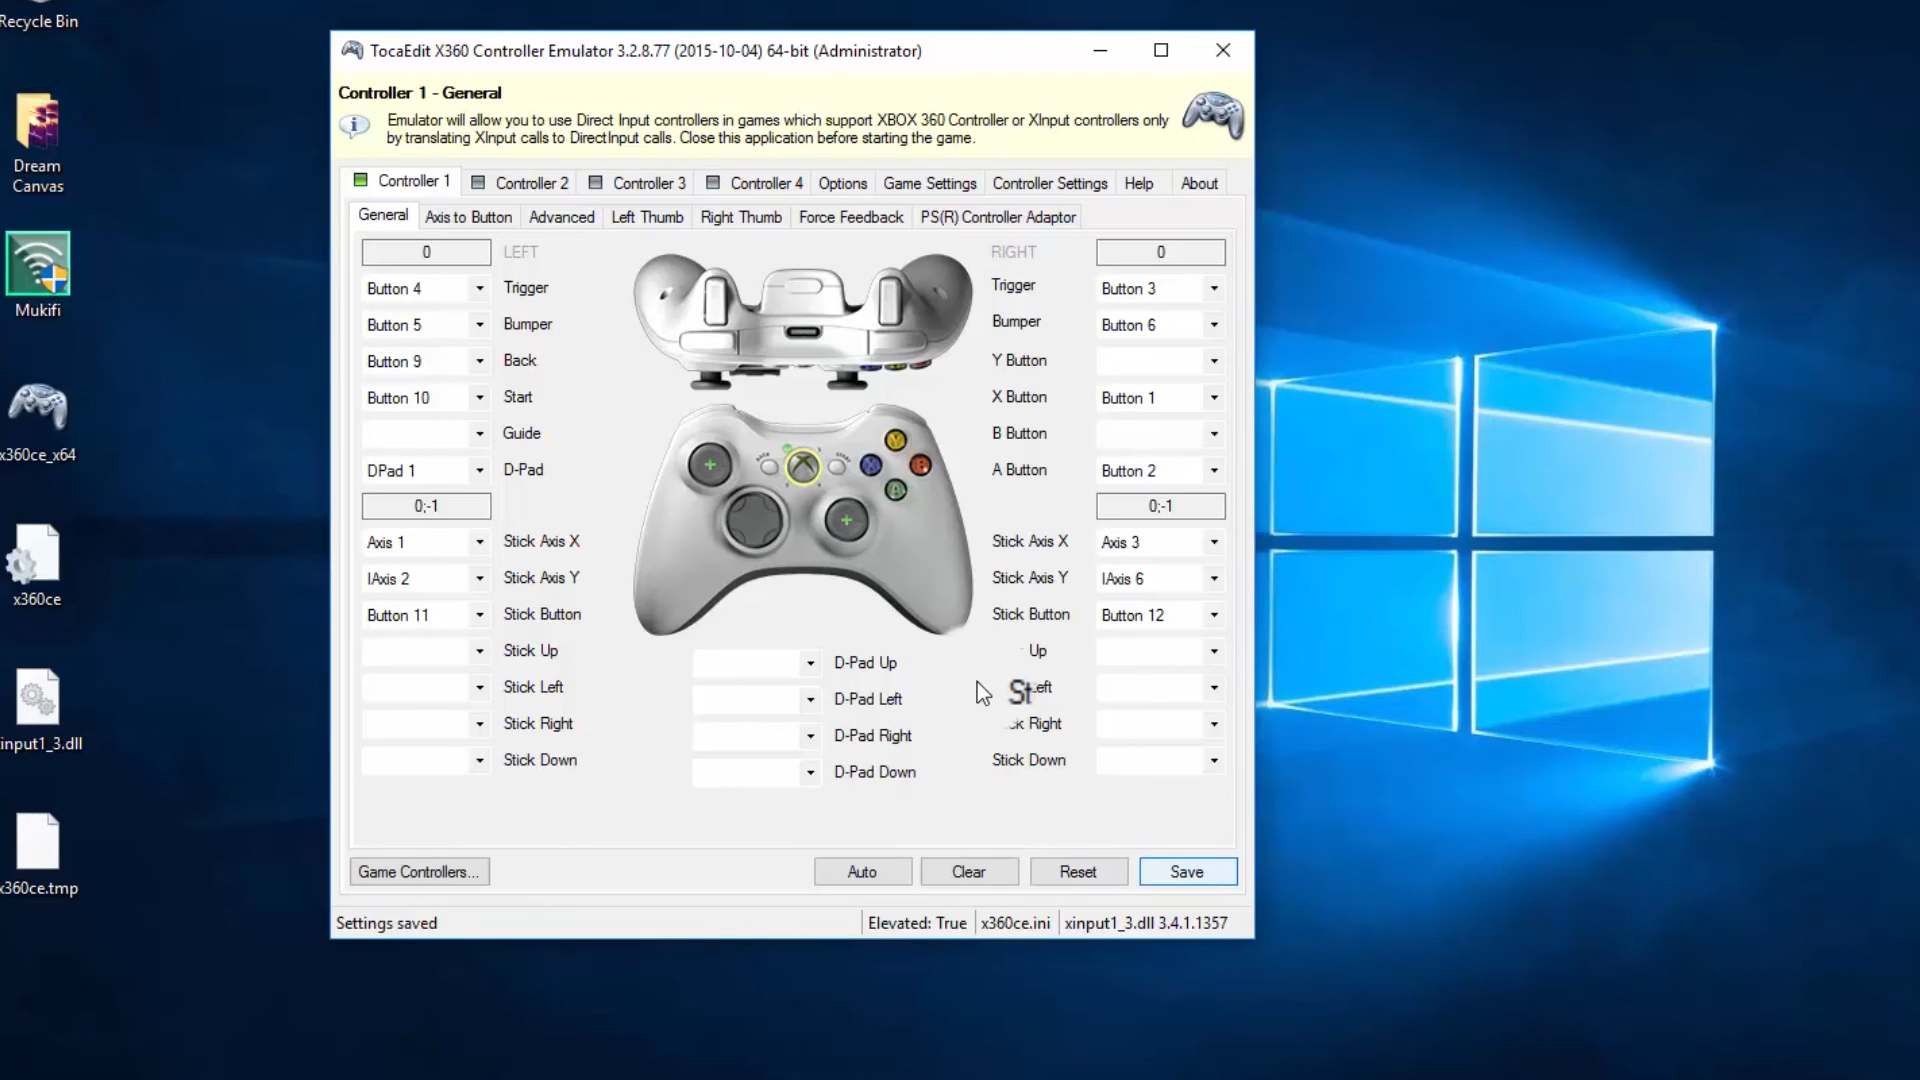 Recycle Bin
Dream
Canvas
Mukifi
x360ce_x64
x360ce
xinput1_3.dll
x360ce.tmp
TocaEdit X360 Controller Emulator 3.2.8.77 (2015-10-04) 64-bit (Administrator)
Controller 1 - General
Emulator will allow you to use Direct Input controllers in games which support XBOX 360 Controller or XInput controllers only
by translating XInput calls to DirectInput calls. Close this application before starting the game.
Controller 1 Controller 2 Controller 3 Controller 4 Options Game Settings Controller Settings Help About
General Axis to Button Advanced Left Thumb Right Thumb Force Feedback PS(R) Controller Adaptor
0 LEFT RIGHT 0
Button 4 Trigger Trigger Button 3
Button 5 Bumper Bumper Button 6
Button 9 Back Y Button
Button 10 Start X Button Button 1
Guide B Button
DPad 1 D-Pad A Button Button 2
BACK START
Y
X B
A
0;-1 0;-1
Axis 1 Stick Axis X Stick Axis X Axis 3
IAxis 2 Stick Axis Y Stick Axis Y IAxis 6
Button 11 Stick Button Stick Button Button 12
Stick Up D-Pad Up Up
Stick Left D-Pad Left St eft
Stick Right D-Pad Right ck Right
Stick Down D-Pad Down Stick Down
Game Controllers... Auto Clear Reset Save
Settings saved Elevated: True x360ce.ini xinput1_3.dll 3.4.1.1357